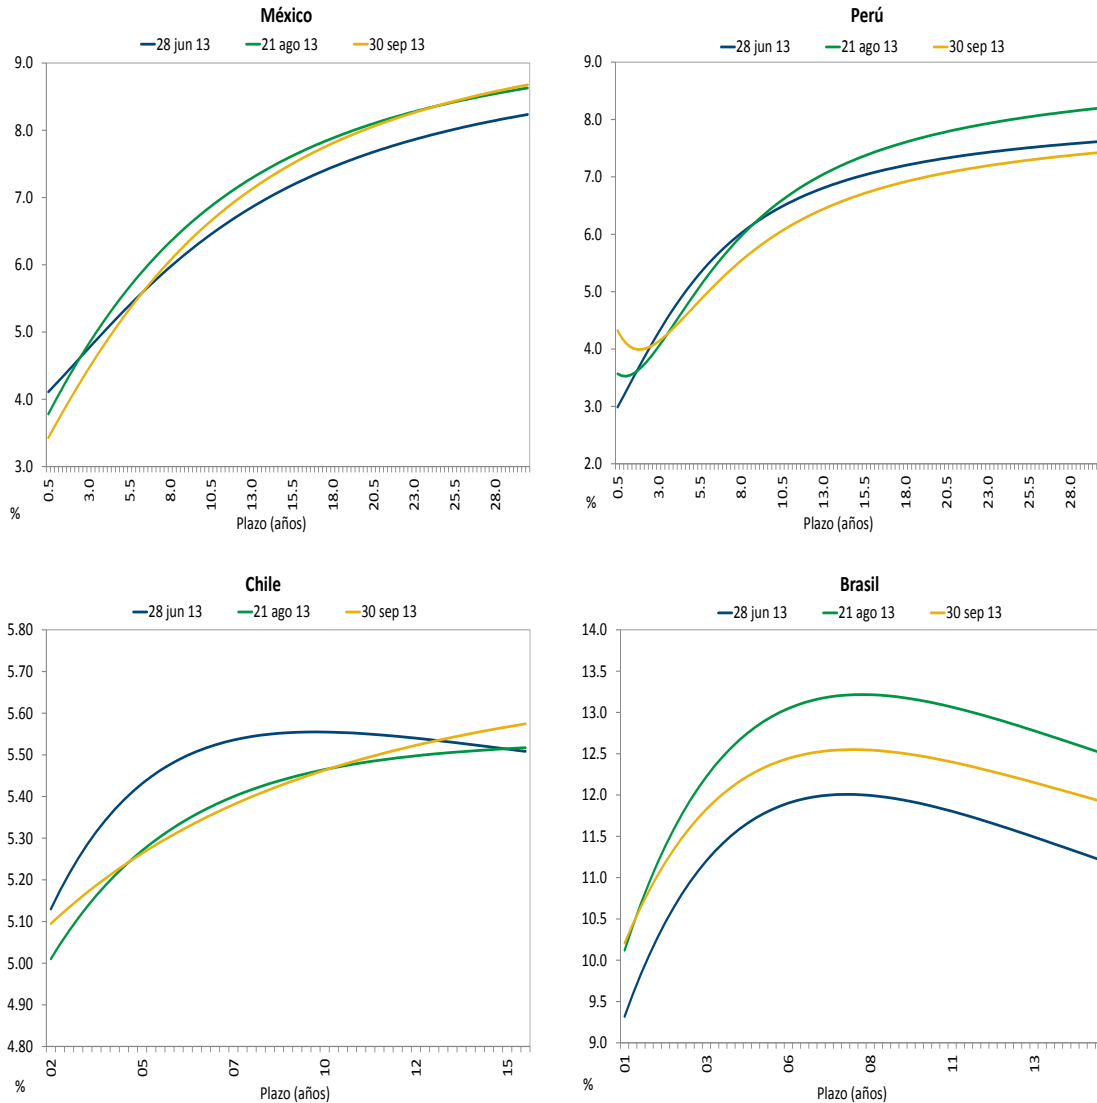 México
28 jun 13 21 ago 13 30 sep 13
9.0
8.0
7.0
6.0
5.0
4.0
3.0
0.5 3.0 5.5 8.0 10.5 13.0 15.5 18.0 20.5 23.0 25.5 28.0
%
Plazo (años)
Perú
28 jun 13 21 ago 13 30 sep 13
9.0
8.0
7.0
6.0
5.0
4.0
3.0
2.0
0.5 3.0 5.5 8.0 10.5 13.0 15.5 18.0 20.5 23.0 25.5 28.0
%
Plazo (años)
Chile
28 jun 13 21 ago 13 30 sep 13
5.80
5.70
5.60
5.50
5.40
5.30
5.20
5.10
5.00
4.90
4.80
02 05 07 10 12 15
%
Plazo (años)
Brasil
28 jun 13 21 ago 13 30 sep 13
14.0
13.5
13.0
12.5
12.0
11.5
11.0
10.5
10.0
9.5
9.0
01 03 06 08 11 13
%
Plazo (años)